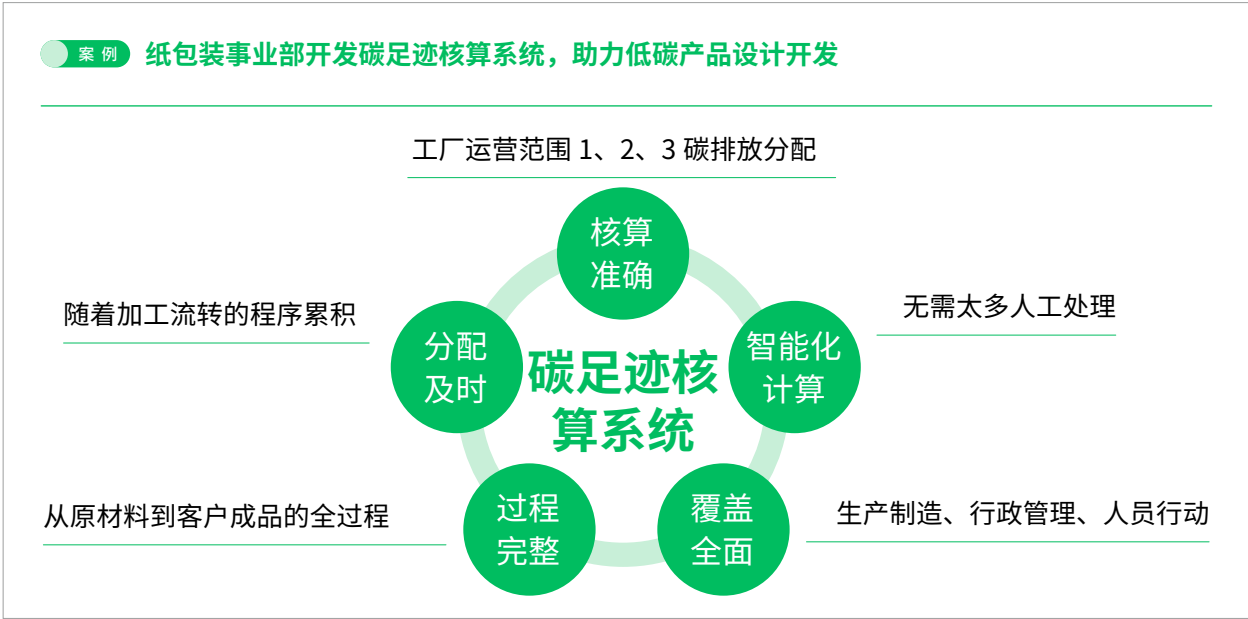 案例
纸包装事业部开发碳足迹核算系统，助力低碳产品设计开发
工厂运营范围 1、2、3 碳排放分配
核算
准确
随着加工流转的程序累积
无需太多人工处理
分配
及时
智能化
计算
碳足迹核
算系统
从原材料到客户成品的全过程
过程
完整
覆盖
全面
生产制造、行政管理、人员行动